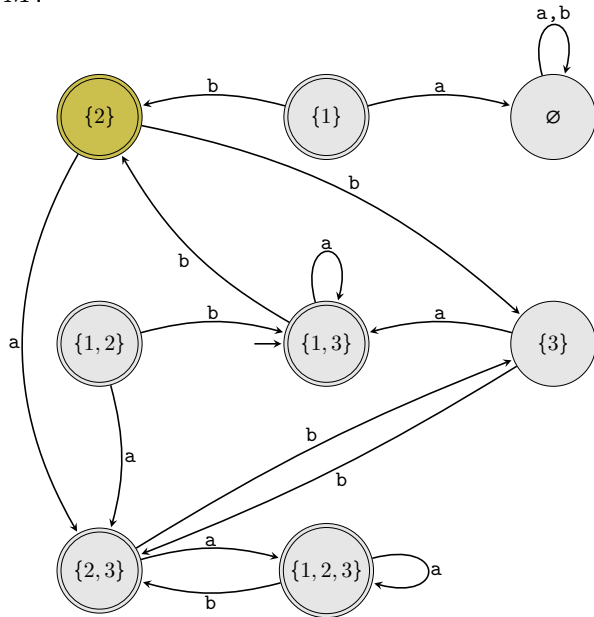 a,b
b
a
{2}
{1}
∅
b
a
b
a
b
a
{1, 2}
{1, 3}
{3}
b
b
a
a
{2, 3}
{1, 2, 3}
a
b